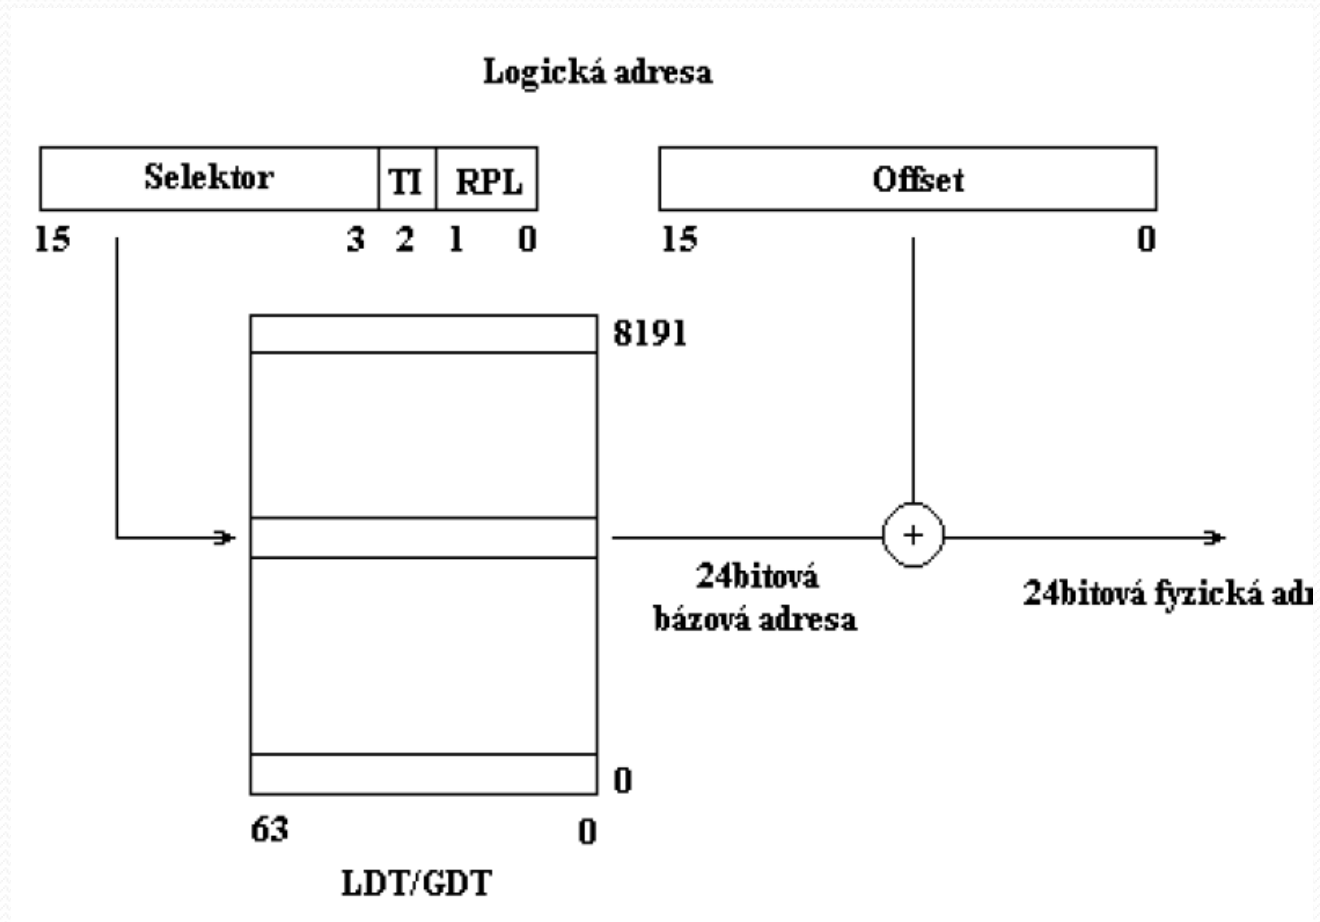 Logická adresa
Selektor TI RPL
Offset
15 3 2 1 0
15 0
8191
24bitová
bázová adresa
+
24bitová fyzická
0
63 0
LDT/GDT